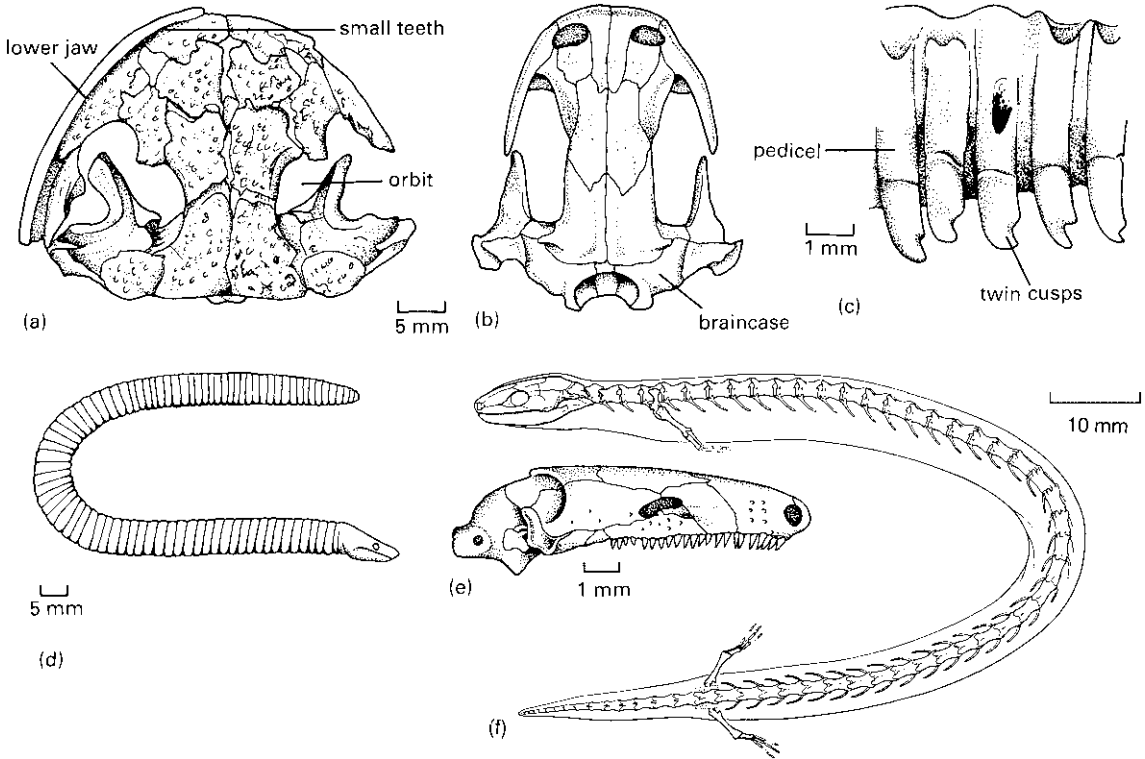 lower jaw
small teeth
orbit
5 mm
(a)
braincase
(b)
pedicel
1 mm
twin cusps
(c)
5 mm
(d)
1 mm
(e)
10 mm
(f)